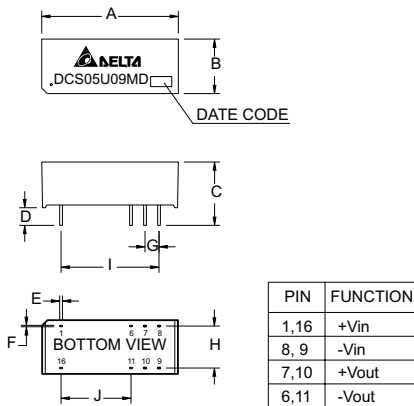 A
DELTA
DCS05U09MD
B
DATE CODE
C
D
G
I
E
F
1 6 7 8
BOTTOM VIEW
H
16 11 10 9
J
PIN FUNCTION
1,16 +Vin
8, 9 -Vin
7,10 +Vout
6,11 -Vout